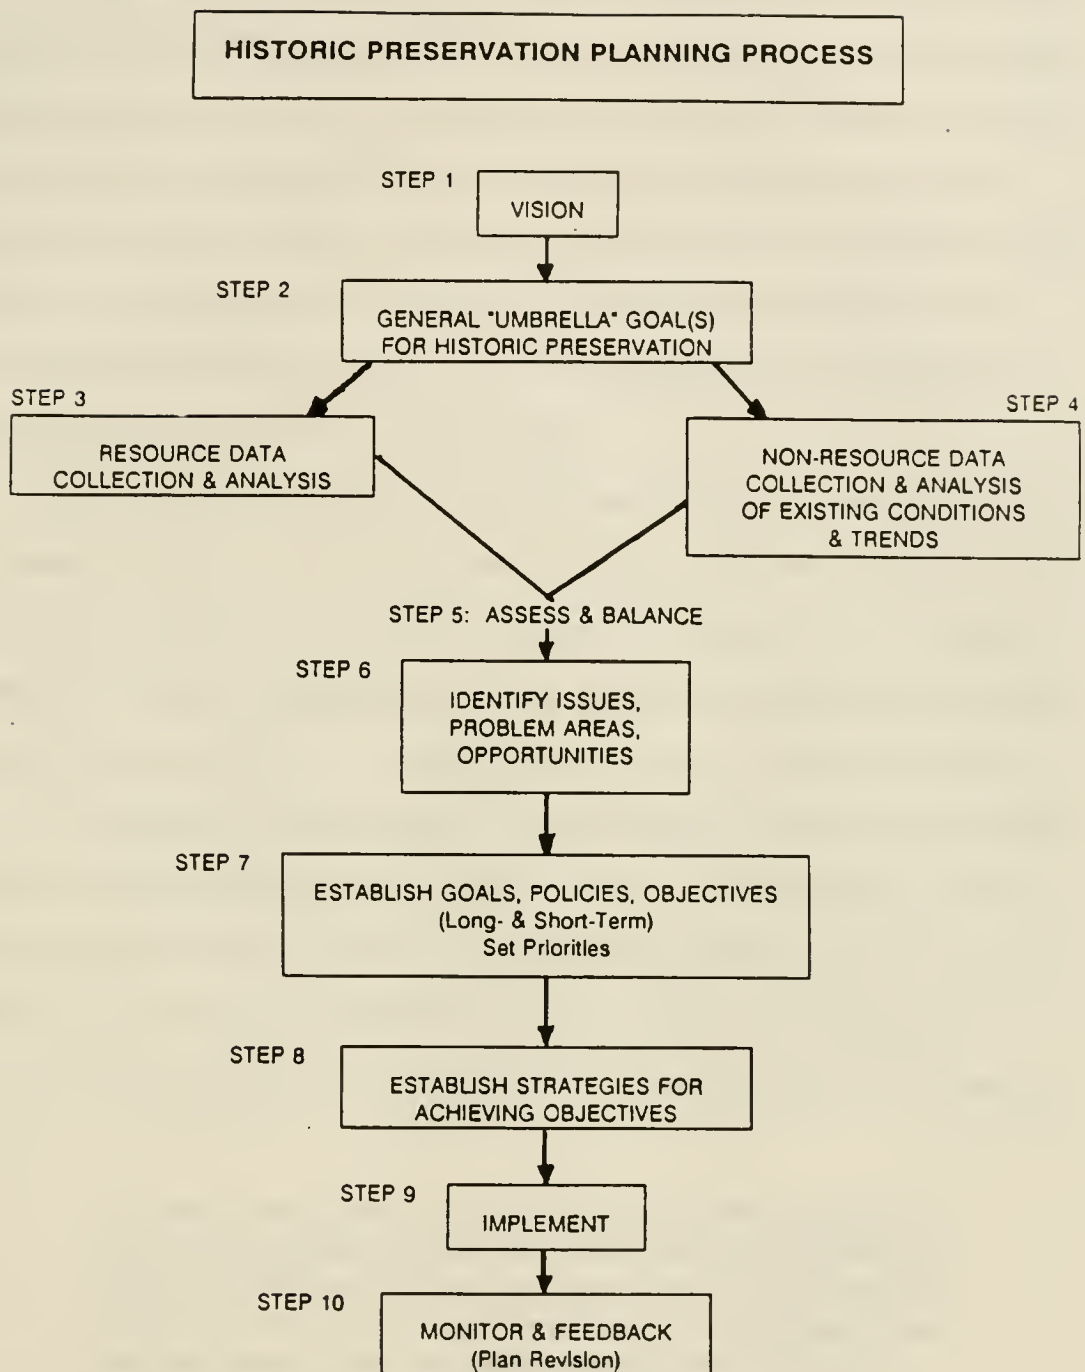 HISTORIC PRESERVATION PLANNING PROCESS
STEP 1
VISION
STEP 2
GENERAL "UMBRELLA" GOAL(S)
FOR HISTORIC PRESERVATION
STEP 3
RESOURCE DATA
COLLECTION & ANALYSIS
STEP 4
NON-RESOURCE DATA
COLLECTION & ANALYSIS
OF EXISTING CONDITIONS
& TRENDS
STEP 5: ASSESS & BALANCE
STEP 6
IDENTIFY ISSUES,
PROBLEM AREAS,
OPPORTUNITIES
STEP 7
ESTABLISH GOALS, POLICIES, OBJECTIVES
(Long- & Short-Term)
Set Priorities
STEP 8
ESTABLISH STRATEGIES FOR
ACHIEVING OBJECTIVES
STEP 9
IMPLEMENT
STEP 10
MONITOR & FEEDBACK
(Plan Revision)